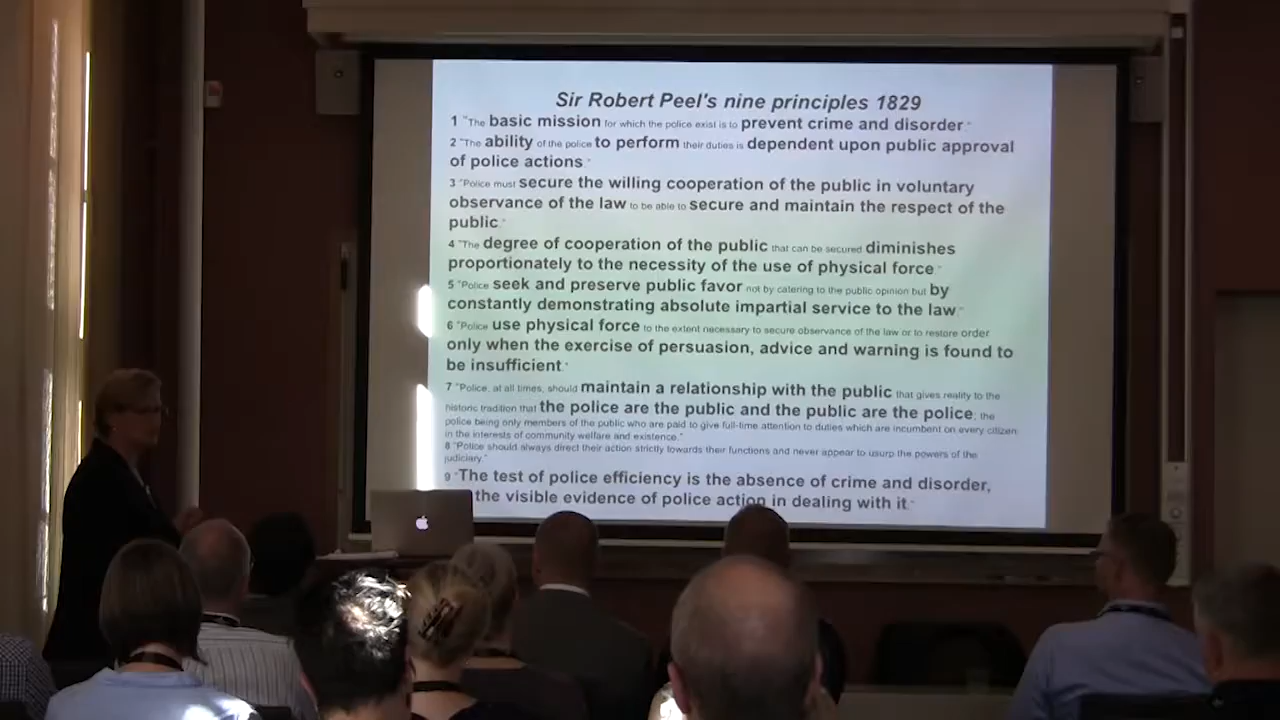 Sir Robert Peel's nine principles 1829
1 "The basic mission for which the police exist is to prevent crime and disorder."
2 "The ability of the police to perform their duties is dependent upon public approval
of police actions."
3 "Police must secure the willing cooperation of the public in voluntary
observance of the law to be able to secure and maintain the respect of the
public."
4 "The degree of cooperation of the public that can be secured diminishes
proportionately to the necessity of the use of physical force."
5 "Police seek and preserve public favor not by catering to the public opinion but by
constantly demonstrating absolute impartial service to the law."
6 "Police use physical force to the extent necessary to secure observance of the law or to restore order
only when the exercise of persuasion, advice and warning is found to
be insufficient."
7 "Police, at all times, should maintain a relationship with the public that gives reality to the
historic tradition that the police are the public and the public are the police; the
police being only members of the public who are paid to give full-time attention to duties which are incumbent on every citizen
in the interests of community welfare and existence."
8 "Police should always direct their action strictly towards their functions and never appear to usurp the powers of the
judiciary."
9 "The test of police efficiency is the absence of crime and disorder,
the visible evidence of police action in dealing with it."